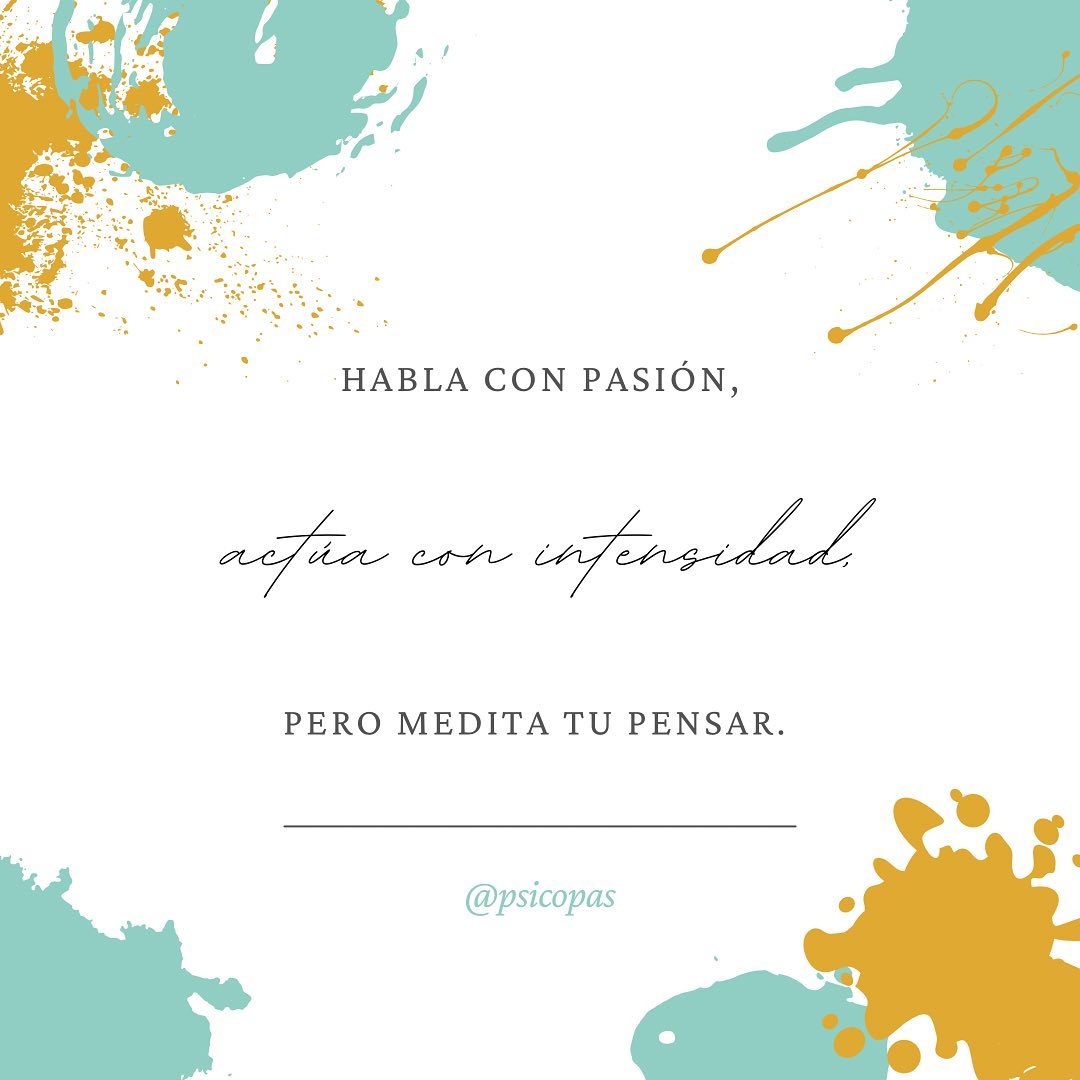 HABLA CON PASIÓN,
actúa con intensidad,
PERO MEDITA TU PENSAR.
@psicopas